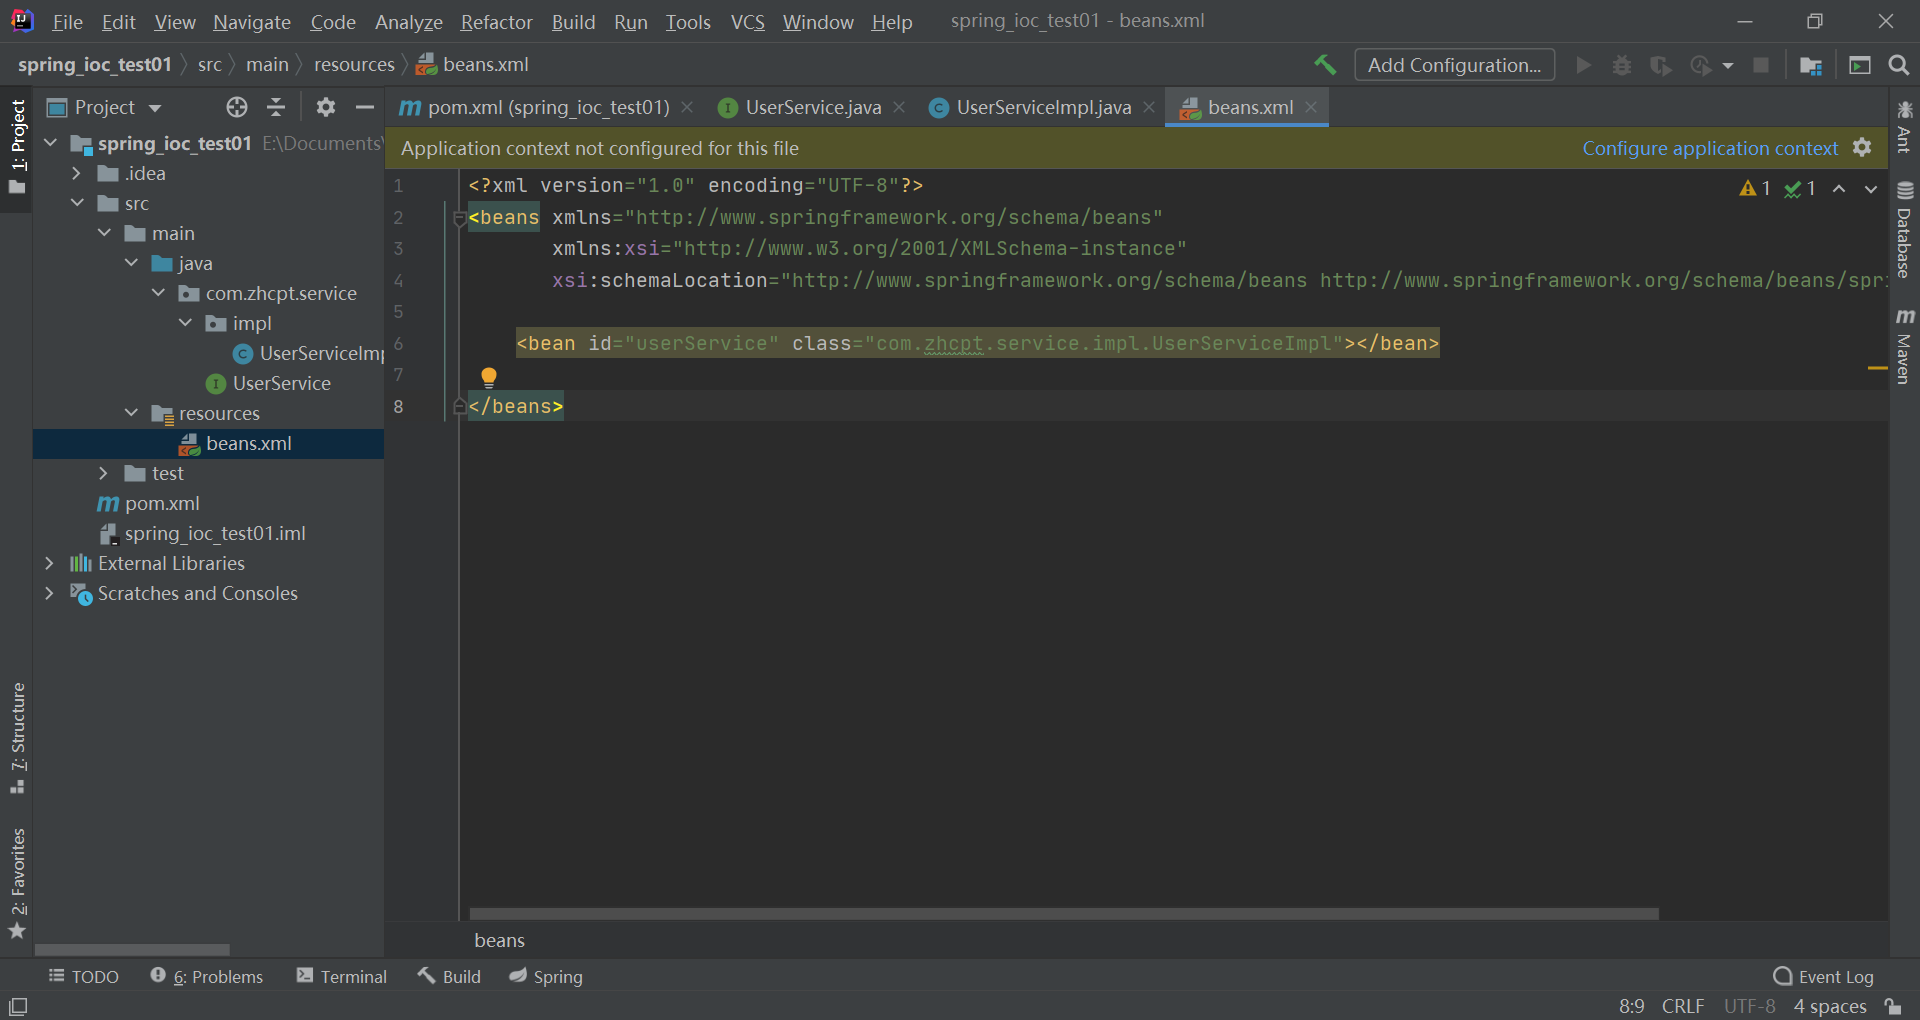 File Edit View Navigate Code Analyze Refactor Build Run Tools VCS Window Help spring_ioc_test01 - beans.xml
spring_ioc_test01 src main resources beans.xml Add Configuration...
1: Project
Project
pom.xml (spring_ioc_test01) UserService.java UserServiceImpl.java beans.xml
spring_ioc_test01 E:\Documents\
.idea
src
main
java
com.zhcpt.service
impl
UserServiceImp
UserService
resources
beans.xml
test
pom.xml
spring_ioc_test01.iml
External Libraries
Scratches and Consoles
Application context not configured for this file Configure application context
1 <?xml version="1.0" encoding="UTF-8"?>
1 1
2 <beans xmlns="http://www.springframework.org/schema/beans"
3 xmlns:xsi="http://www.w3.org/2001/XMLSchema-instance"
4 xsi:schemaLocation="http://www.springframework.org/schema/beans http://www.springframework.org/schema/beans/spri
5
6 <bean id="userService" class="com.zhcpt.service.impl.UserServiceImpl"></bean>
7
8 </beans>
beans
Ant
Database
Maven
7: Structure
2: Favorites
TODO 6: Problems Terminal Build Spring Event Log
8:9 CRLF UTF-8 4 spaces